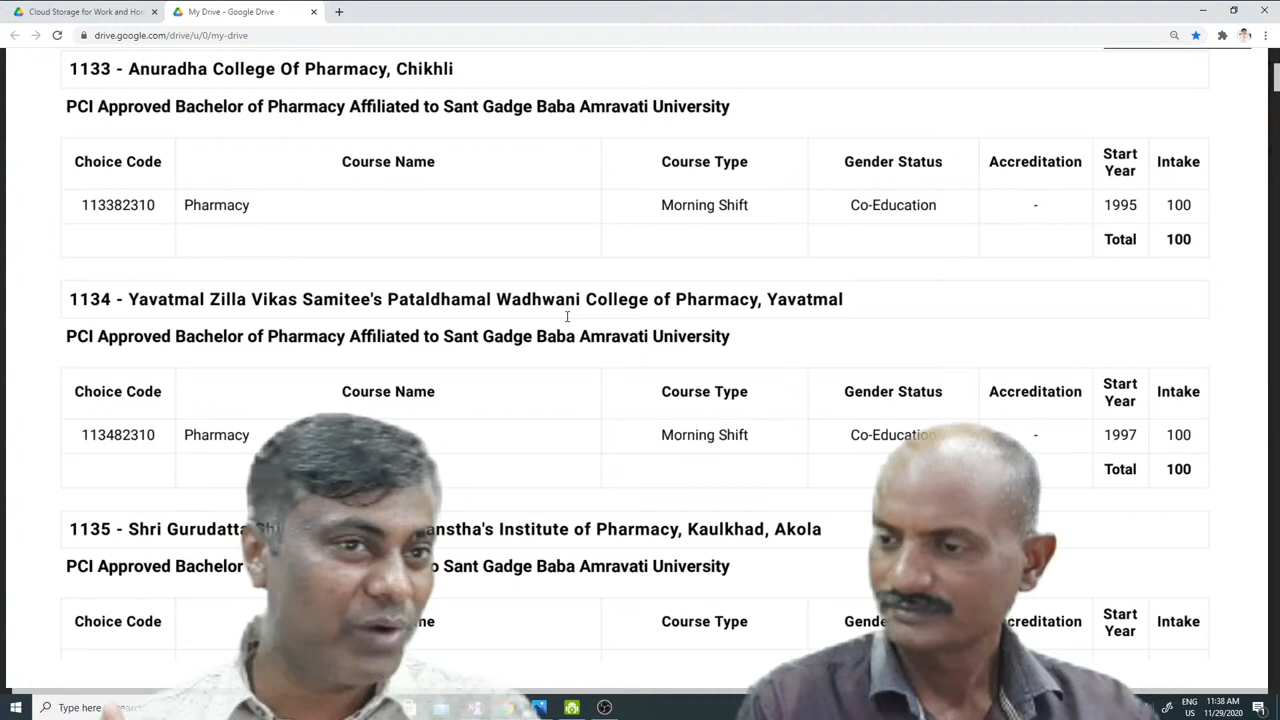 Cloud Storage for Work and Hom
My Drive - Google Drive
drive.google.com/drive/u/0/my-drive
1133 - Anuradha College Of Pharmacy, Chikhli
PCI Approved Bachelor of Pharmacy Affiliated to Sant Gadge Baba Amravati University
Choice Code Course Name Course Type Gender Status Accreditation Start Year Intake
113382310 Pharmacy Morning Shift Co-Education - 1995 100
Total 100
1134 - Yavatmal Zilla Vikas Samitee's Pataldhamal Wadhwani College of Pharmacy, Yavatmal
PCI Approved Bachelor of Pharmacy Affiliated to Sant Gadge Baba Amravati University
Choice Code Course Name Course Type Gender Status Accreditation Start Year Intake
113482310 Pharmacy Morning Shift Co-Education - 1997 100
Total 100
1135 - Shri Gurudatta Institute of Pharmacy, Kaulkhad, Akola
PCI Approved Bachelor to Sant Gadge Baba Amravati University
Choice Code Course Type Start Year Intake
Type here
ENG
US
11:38 AM
11/29/2020